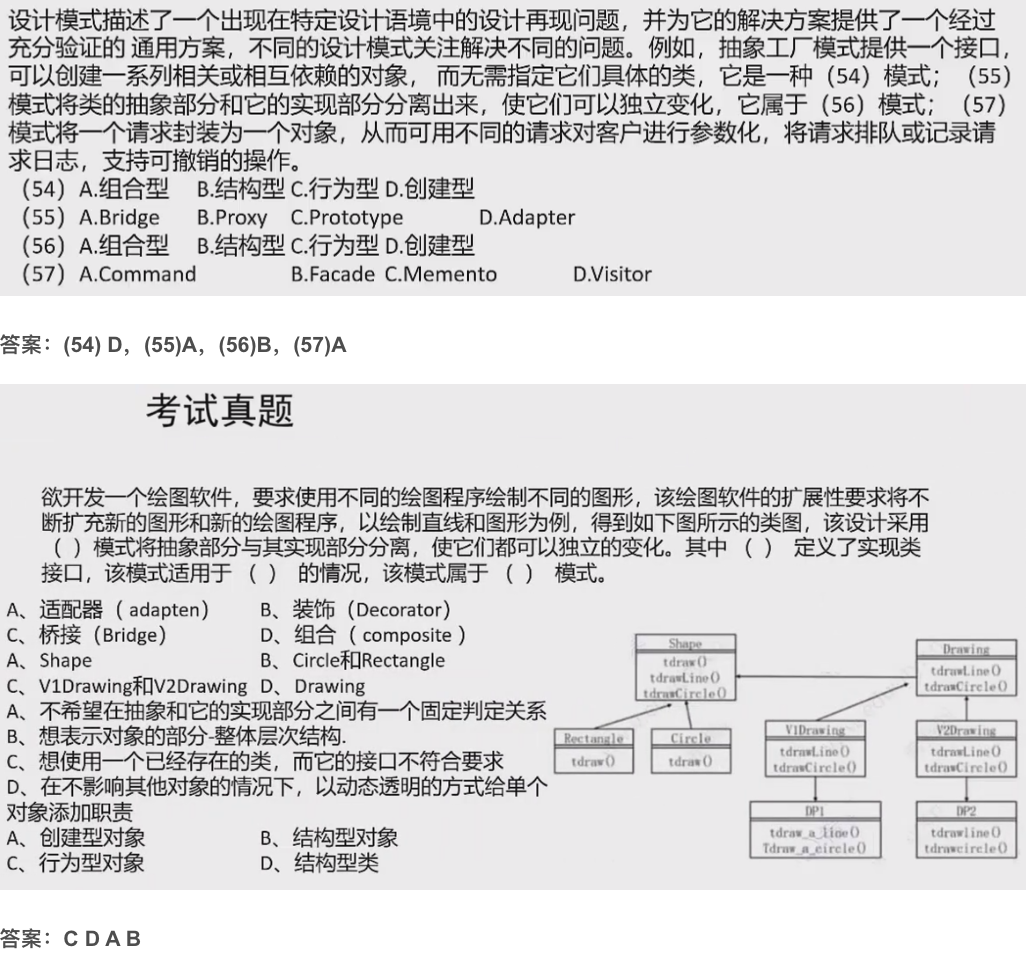 设计模式描述了一个出现在特定设计语境中的设计再现问题，并为它的解决方案提供了一个经过
充分验证的 通用方案，不同的设计模式关注解决不同的问题。例如，抽象工厂模式提供一个接口，
可以创建一系列相关或相互依赖的对象， 而无需指定它们具体的类，它是一种（54）模式；（55）
模式将类的抽象部分和它的实现部分分离出来，使它们可以独立变化，它属于（56）模式；（57）
模式将一个请求封装为一个对象，从而可用不同的请求对客户进行参数化，将请求排队或记录请
求日志，支持可撤销的操作。
（54）A.组合型 B.结构型 C.行为型 D.创建型
（55）A.Bridge B.Proxy C.Prototype D.Adapter
（56）A.组合型 B.结构型 C.行为型 D.创建型
（57）A.Command B.Facade C.Memento D.Visitor
答案：(54) D，(55)A，(56)B，(57)A
考试真题
欲开发一个绘图软件，要求使用不同的绘图程序绘制不同的图形，该绘图软件的扩展性要求将不
断扩充新的图形和新的绘图程序，以绘制直线和图形为例，得到如下图所示的类图，该设计采用
（ ）模式将抽象部分与其实现部分分离，使它们都可以独立的变化。其中 （ ） 定义了实现类
接口，该模式适用于 （ ） 的情况，该模式属于 （ ） 模式。
A、适配器（ adapten） B、装饰（Decorator）
C、桥接（Bridge） D、组合（ composite ）
A、Shape B、Circle和Rectangle
C、V1Drawing和V2Drawing D、Drawing
A、不希望在抽象和它的实现部分之间有一个固定判定关系
B、想表示对象的部分-整体层次结构.
C、想使用一个已经存在的类，而它的接口不符合要求
D、在不影响其他对象的情况下，以动态透明的方式给单个
对象添加职责
A、创建型对象 B、结构型对象
C、行为型对象 D、结构型类
Shape
tdraw()
tdrawLine()
tdrawCircle()
Drawing
tdrawLine()
tdrawCircle()
Rectangle
tdraw()
Circle
tdraw()
V1Drawing
tdrawLine()
tdrawCircle()
V2Drawing
tdrawLine()
tdrawCircle()
DP1
tdraw_a_line()
Tdraw_a_circle()
DP2
tdrawline()
tdrawcircle()
答案：C D A B